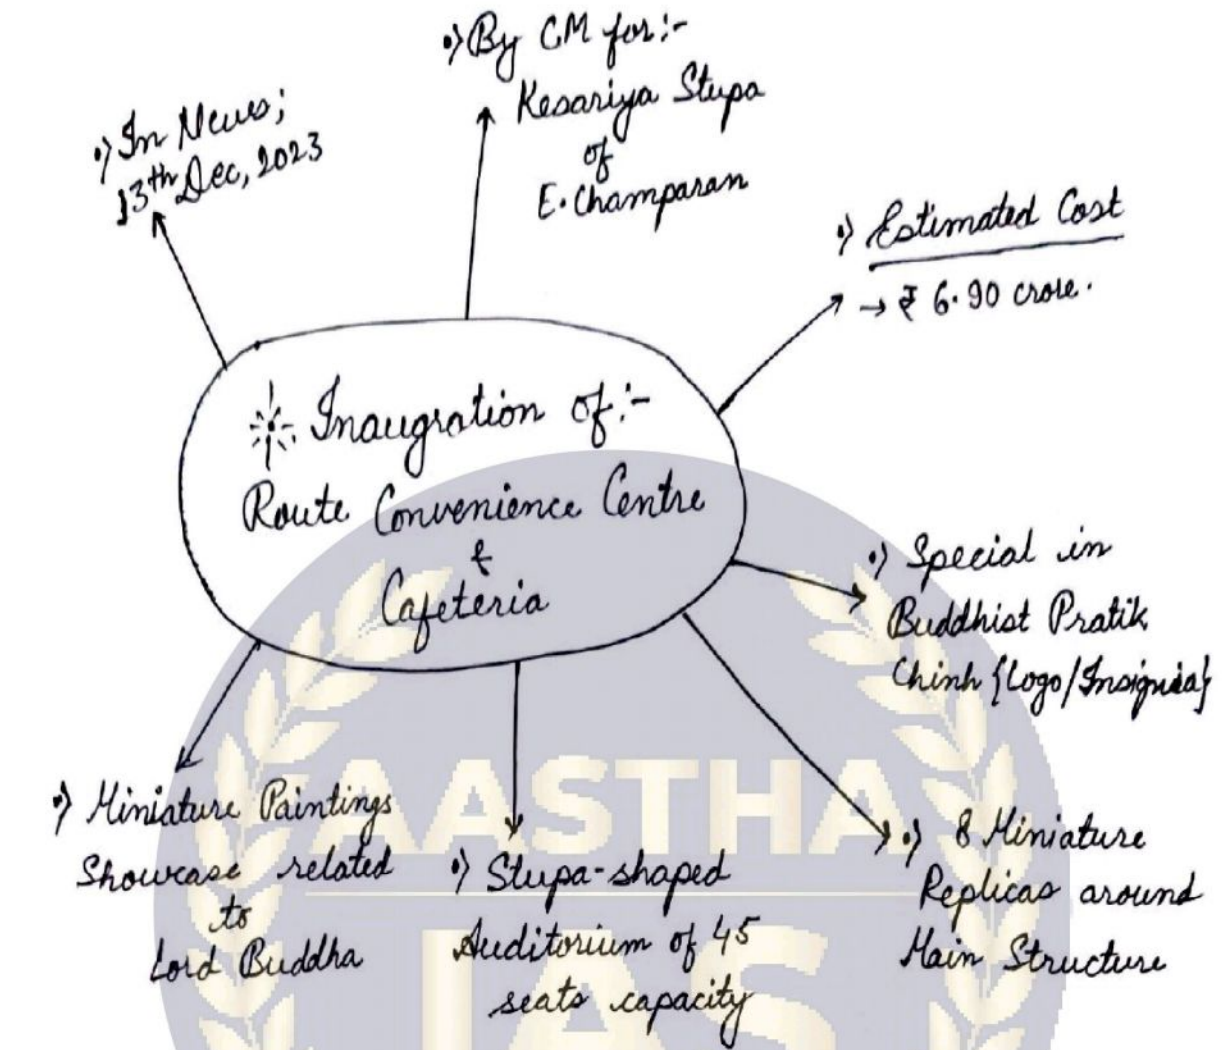 •) By CM for:-
Kesariya Stupa
of
E. Champaran
•) In News;
13th Dec, 2023
•) Estimated Cost
→ ₹ 6.90 crore.
Inaugration of:-
Route Convenience Centre
&
Cafeteria
•) Special in
Buddhist Pratik
Chinh {Logo/Insignia}
•) Miniature Paintings
Showcase related
to
Lord Buddha
•) Stupa-shaped
Auditorium of 45
seats capacity
•) 8 Miniature
Replicas around
Main Structure
AASTHA
IAS